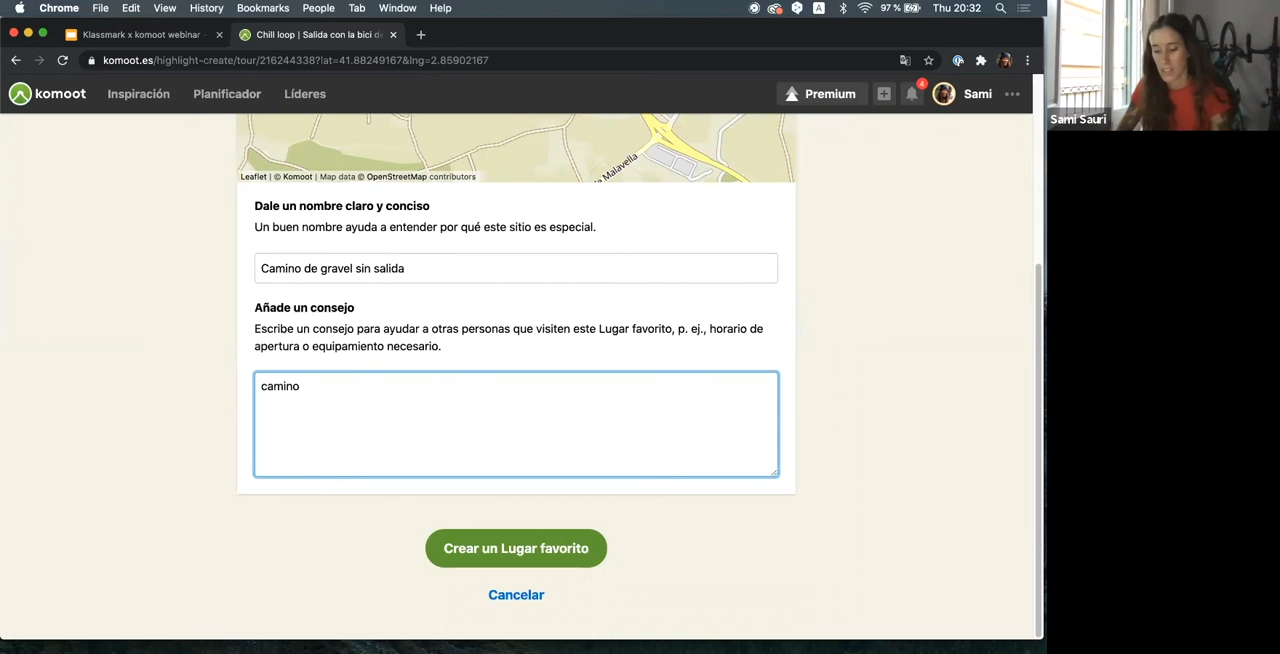 Chrome File Edit View History Bookmarks People Tab Window Help 97 % Thu 20:32
Klassmark x komoot webinar - Chill loop | Salida con la bici de
komoot.es/highlight-create/tour/216244338?lat=41.88249167&lng=2.85902167
komoot Inspiración Planificador Líderes Premium 4 Sami
Sami Sauri
de Malavella
Leaflet | © Komoot | Map data © OpenStreetMap contributors
Dale un nombre claro y conciso
Un buen nombre ayuda a entender por qué este sitio es especial.
Camino de gravel sin salida
Añade un consejo
Escribe un consejo para ayudar a otras personas que visiten este Lugar favorito, p. ej., horario de
apertura o equipamiento necesario.
camino
Crear un Lugar favorito
Cancelar